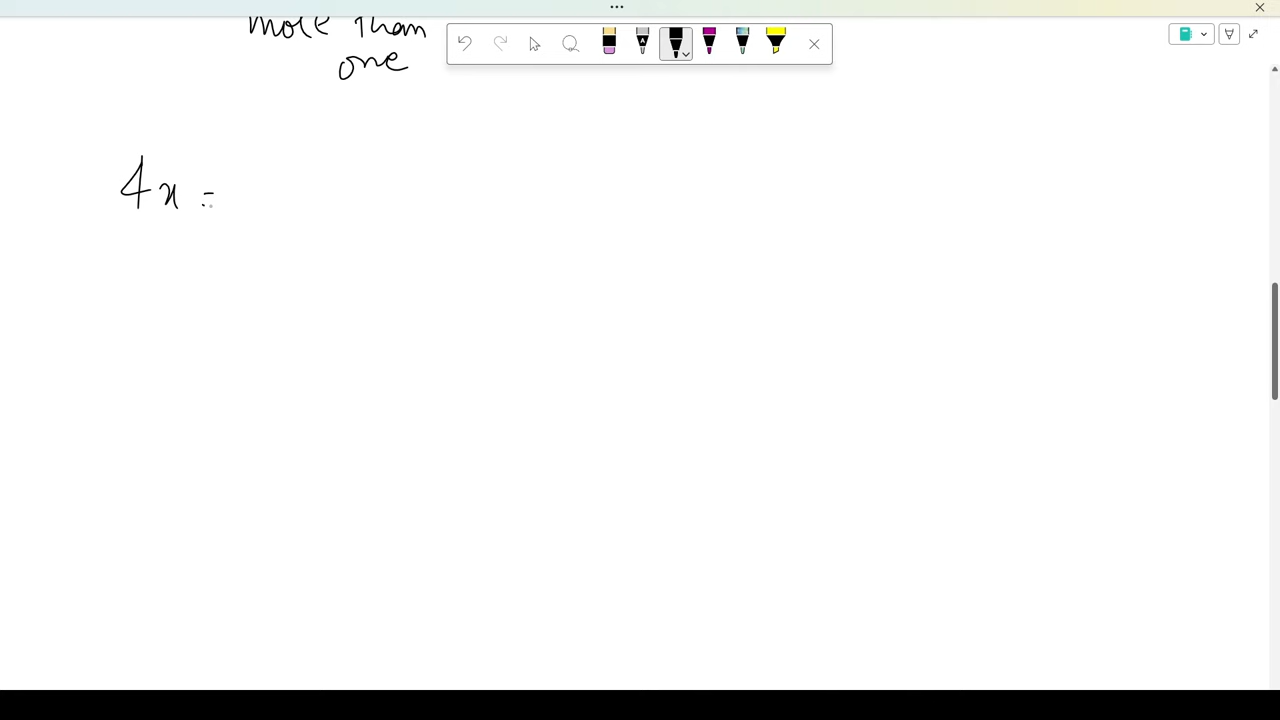 more than
one
4x =